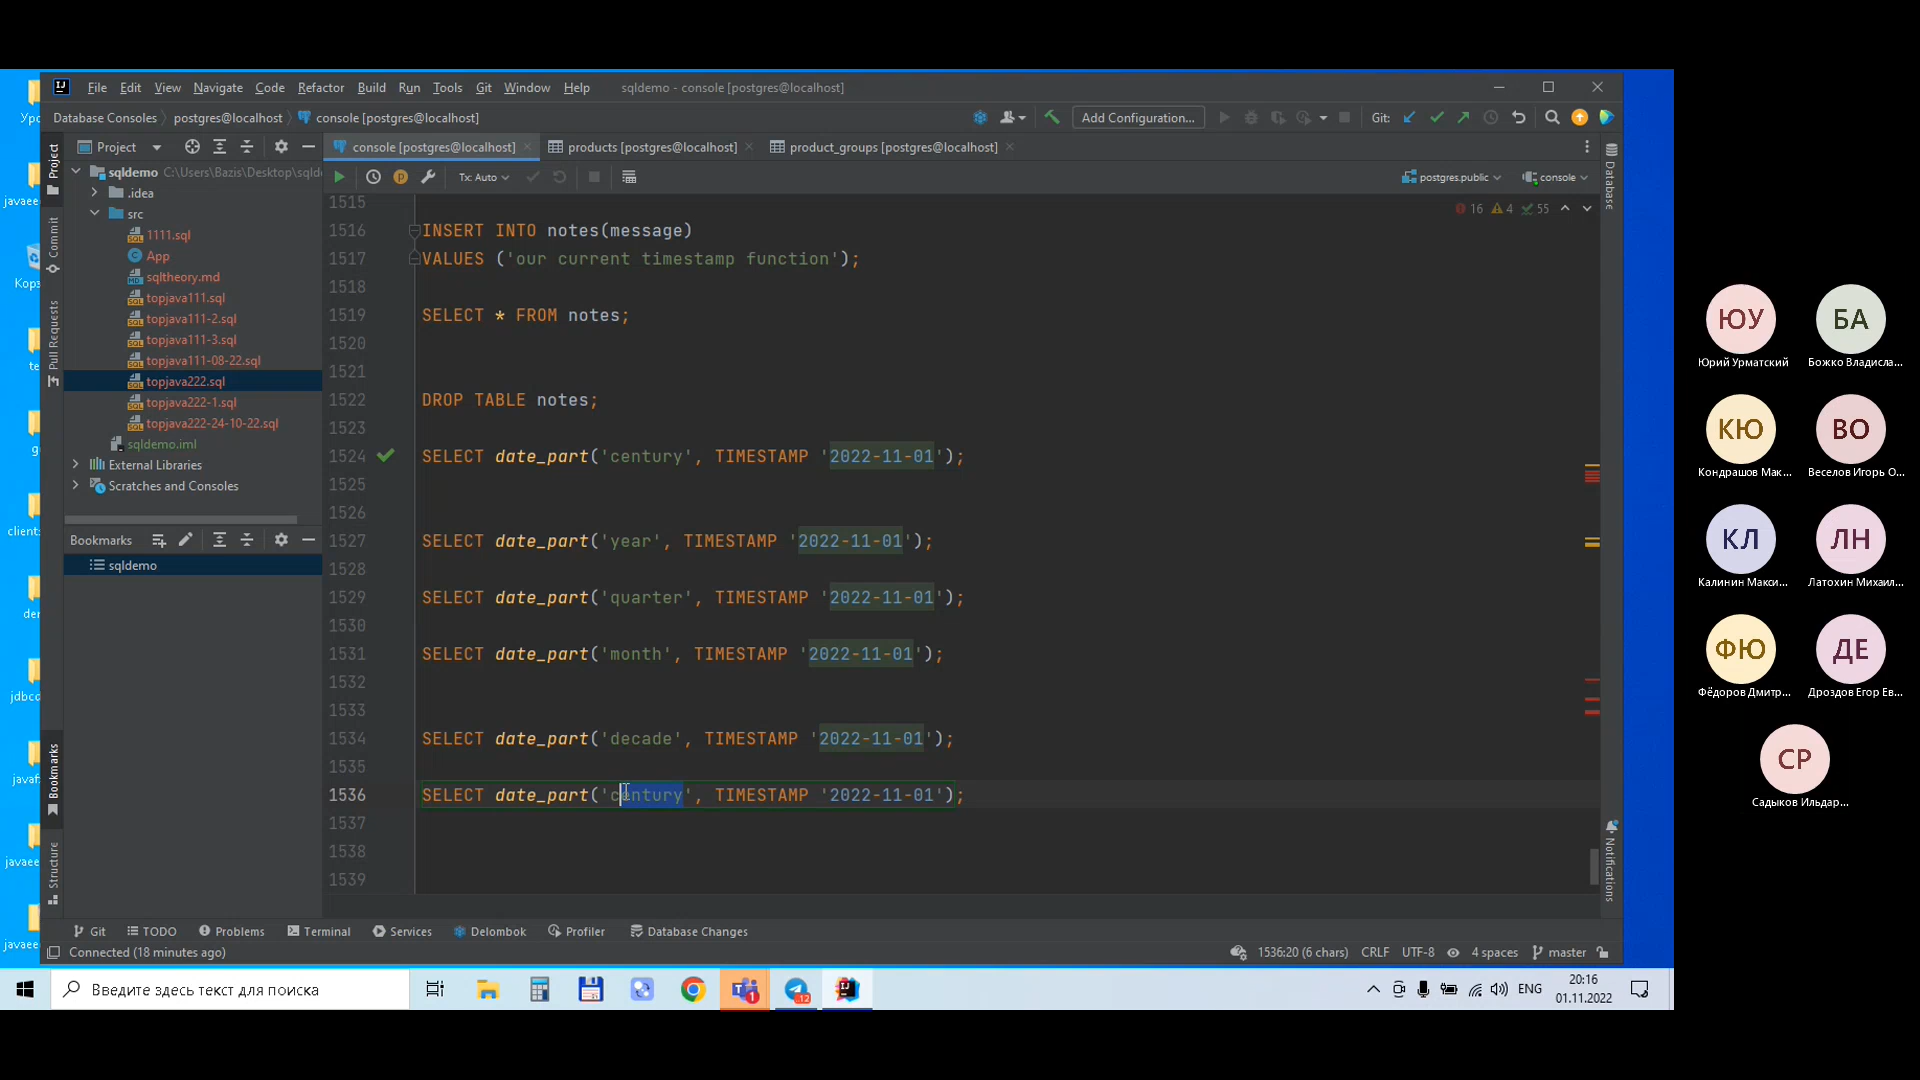 File Edit View Navigate Code Refactor Build Run Tools Git Window Help sqldemo - console [postgres@localhost]
Database Consoles postgres@localhost console [postgres@localhost] Add Configuration... Git:
Project console [postgres@localhost] products [postgres@localhost] product_groups [postgres@localhost]
Tx: Auto postgres.public console
16 4 55
sqldemo C:\Users\Bazis\Desktop\sqld
.idea
src
1111.sql
App
sqltheory.md
topjava111.sql
topjava111-2.sql
topjava111-3.sql
topjava111-08-22.sql
topjava222.sql
topjava222-1.sql
topjava222-24-10-22.sql
sqldemo.iml
External Libraries
Scratches and Consoles
Bookmarks
sqldemo
Project
Commit
Pull Requests
Bookmarks
Structure
1515
1516 INSERT INTO notes(message)
1517 VALUES ('our current timestamp function');
1518
1519 SELECT * FROM notes;
1520
1521
1522 DROP TABLE notes;
1523
1524 SELECT date_part('century', TIMESTAMP '2022-11-01');
1525
1526
1527 SELECT date_part('year', TIMESTAMP '2022-11-01');
1528
1529 SELECT date_part('quarter', TIMESTAMP '2022-11-01');
1530
1531 SELECT date_part('month', TIMESTAMP '2022-11-01');
1532
1533
1534 SELECT date_part('decade', TIMESTAMP '2022-11-01');
1535
1536 SELECT date_part('century', TIMESTAMP '2022-11-01');
1537
1538
1539
Database
Notifications
Git TODO Problems Terminal Services Delombok Profiler Database Changes
Connected (18 minutes ago) 1536:20 (6 chars) CRLF UTF-8 4 spaces master
Введите здесь текст для поиска
1
12
ENG
20:16
01.11.2022
ЮУ БА
Юрий Урматский Божко Владисла...
КЮ ВО
Кондрашов Мак... Веселов Игорь О...
КЛ ЛН
Калинин Макси... Латохин Михаил...
ФЮ ДЕ
Фёдоров Дмитр... Дроздов Егор Ев...
СР
Садыков Ильдар...